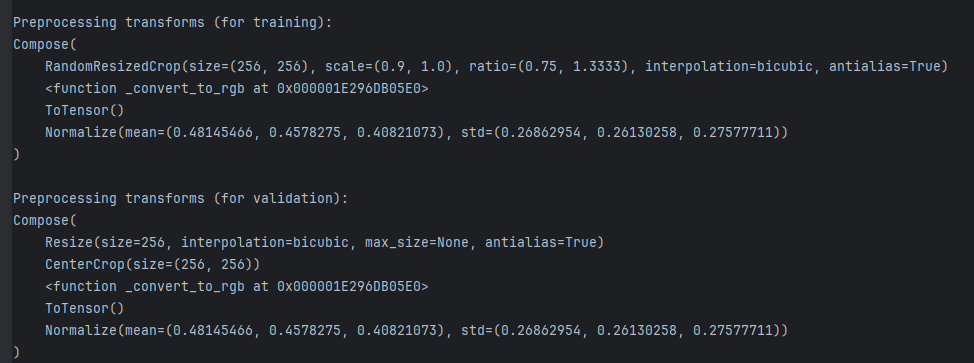 Preprocessing transforms (for training):
Compose(
    RandomResizedCrop(size=(256, 256), scale=(0.9, 1.0), ratio=(0.75, 1.3333), interpolation=bicubic, antialias=True)
    <function _convert_to_rgb at 0x000001E296DB05E0>
    ToTensor()
    Normalize(mean=(0.48145466, 0.4578275, 0.40821073), std=(0.26862954, 0.26130258, 0.27577711))
)

Preprocessing transforms (for validation):
Compose(
    Resize(size=256, interpolation=bicubic, max_size=None, antialias=True)
    CenterCrop(size=(256, 256))
    <function _convert_to_rgb at 0x000001E296DB05E0>
    ToTensor()
    Normalize(mean=(0.48145466, 0.4578275, 0.40821073), std=(0.26862954, 0.26130258, 0.27577711))
)